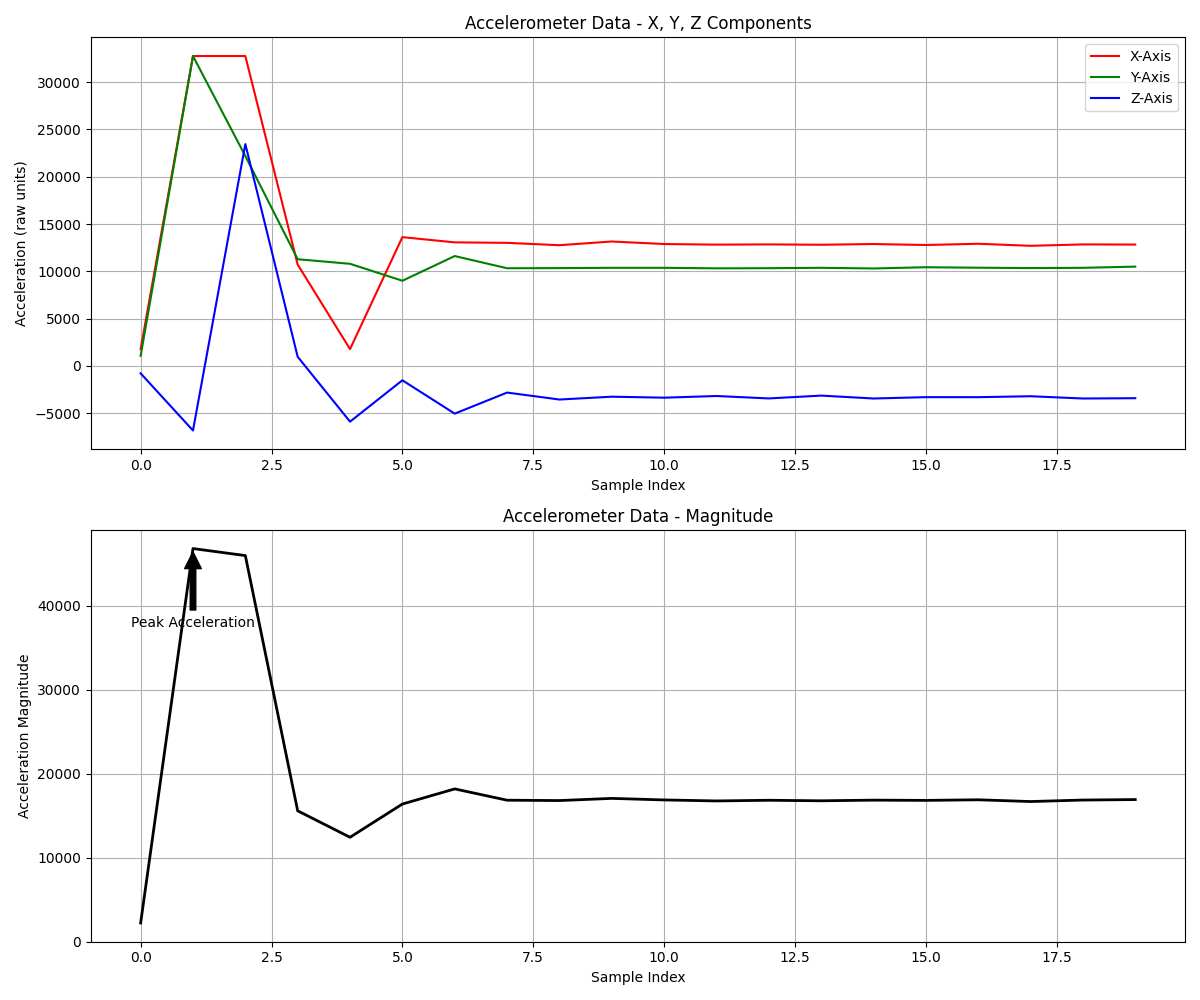 Accelerometer Data - X, Y, Z Components
X-Axis
Y-Axis
Z-Axis
Acceleration (raw units)
30000
25000
20000
15000
10000
5000
0
−5000
0.0 2.5 5.0 7.5 10.0 12.5 15.0 17.5
Sample Index
Accelerometer Data - Magnitude
Peak Acceleration
Acceleration Magnitude
40000
30000
20000
10000
0
0.0 2.5 5.0 7.5 10.0 12.5 15.0 17.5
Sample Index